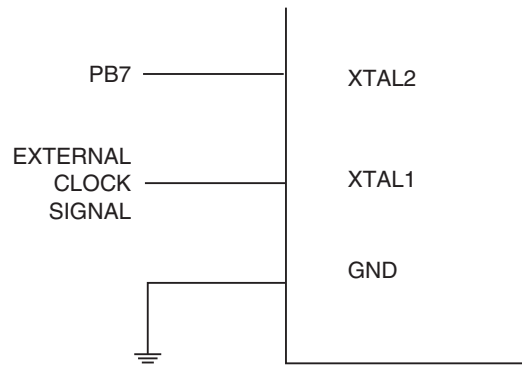 PB7
XTAL2
EXTERNAL
CLOCK
SIGNAL
XTAL1
GND